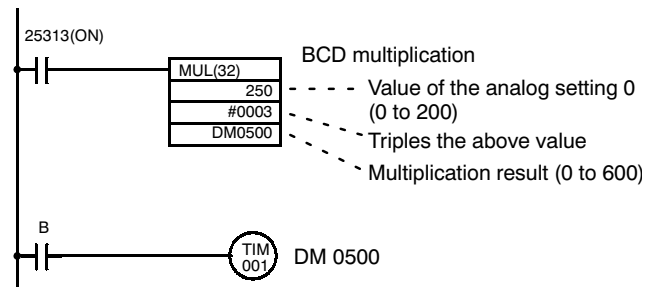 25313(ON)
BCD multiplication
MUL(32)
250
Value of the analog setting 0
(0 to 200)
#0003
Triples the above value
DM0500
Multiplication result (0 to 600)
B
TIM
001
DM 0500